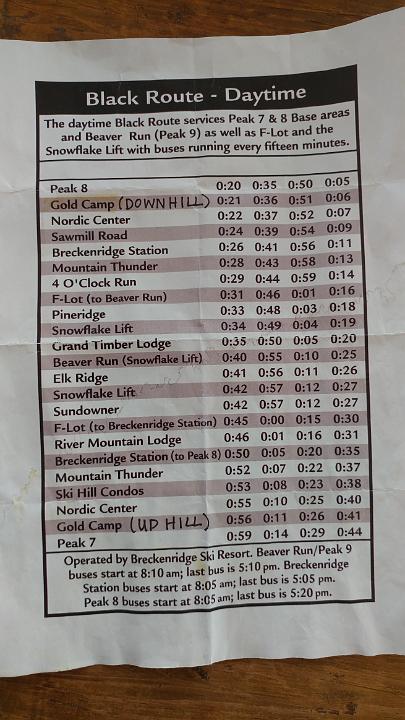 Black Route - Daytime
The daytime Black Route services Peak 7 & 8 Base areas
and Beaver Run (Peak 9) as well as F-Lot and the
Snowflake Lift with buses running every fifteen minutes.
Peak 8 0:20 0:35 0:50 0:05
Gold Camp (DOWNHILL) 0:21 0:36 0:51 0:06
Nordic Center 0:22 0:37 0:52 0:07
Sawmill Road 0:24 0:39 0:54 0:09
Breckenridge Station 0:26 0:41 0:56 0:11
Mountain Thunder 0:28 0:43 0:58 0:13
4 O'Clock Run 0:29 0:44 0:59 0:14
F-Lot (to Beaver Run) 0:31 0:46 0:01 0:16
Pineridge 0:33 0:48 0:03 0:18
Snowflake Lift 0:34 0:49 0:04 0:19
Grand Timber Lodge 0:35 0:50 0:05 0:20
Beaver Run (Snowflake Lift) 0:40 0:55 0:10 0:25
Elk Ridge 0:41 0:56 0:11 0:26
Snowflake Lift 0:42 0:57 0:12 0:27
Sundowner 0:42 0:57 0:12 0:27
F-Lot (to Breckenridge Station) 0:45 0:00 0:15 0:30
River Mountain Lodge 0:46 0:01 0:16 0:31
Breckenridge Station (to Peak 8) 0:50 0:05 0:20 0:35
Mountain Thunder 0:52 0:07 0:22 0:37
Ski Hill Condos 0:53 0:08 0:23 0:38
Nordic Center 0:55 0:10 0:25 0:40
Gold Camp (UP HILL) 0:56 0:11 0:26 0:41
Peak 7 0:59 0:14 0:29 0:44
Operated by Breckenridge Ski Resort. Beaver Run/Peak 9
buses start at 8:10 am; last bus is 5:10 pm. Breckenridge
Station buses start at 8:05 am; last bus is 5:05 pm.
Peak 8 buses start at 8:05 am; last bus is 5:20 pm.